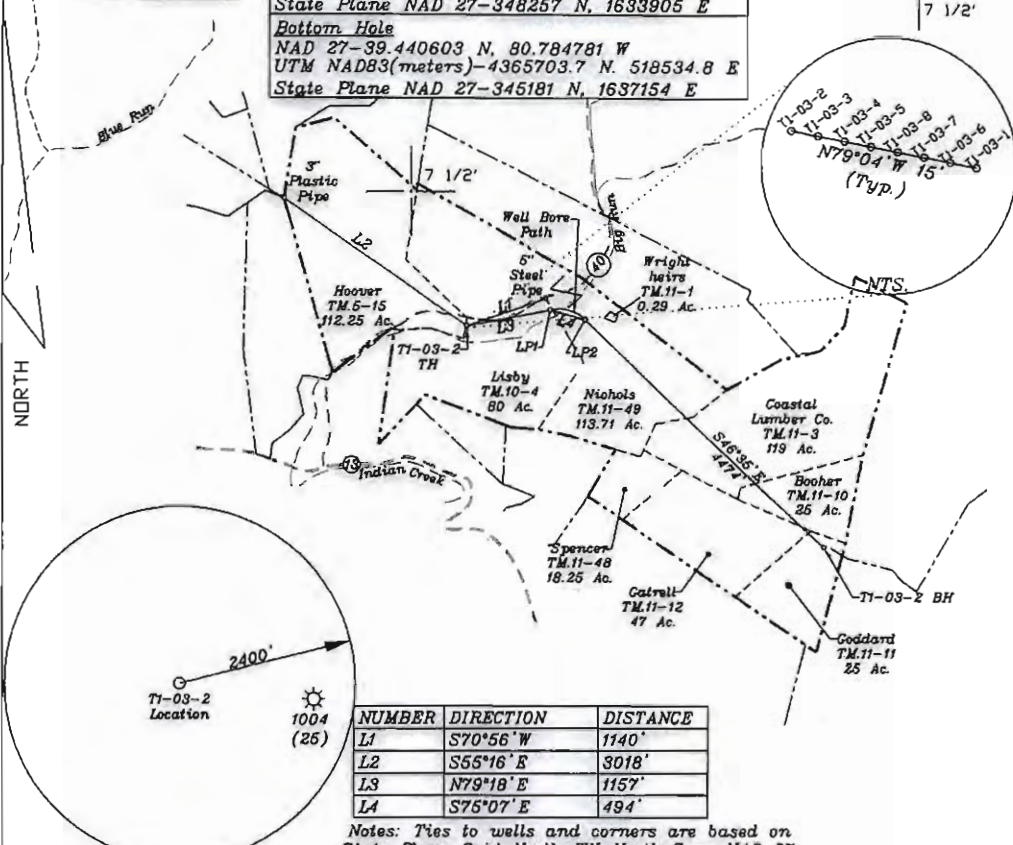 State Plane NAD 27-348257 N, 1633905 E
Bottom Hole
NAD 27-39.440603 N, 80.784781 W
UTM NAD83(meters)-4365703.7 N. 518534.8 E
State Plane NAD 27-345181 N, 1637154 E
7 1/2'
Blue Run
T1-03-2
T1-03-3
T1-03-4
T1-03-5
T1-03-8
T1-03-7
T1-03-6
T1-03-1
N79°04'W 15'
(Typ.)
NTS.
3"
Plastic
Pipe
7 1/2'
L2
Well Bore
Path
Big Run
40
6"
Steel
Pipe
Wright
heirs
TM.11-1
0.29 Ac.
Hoover
TM.5-15
112.25 Ac.
L1
L3
L4
LP1
LP2
T1-03-2
TH
NORTH
Lisby
TM.10-4
80 Ac.
Nichols
TM.11-49
113.71 Ac.
Coastal
Lumber Co.
TM.11-3
119 Ac.
S46°35'E
4474'
Booher
TM.11-10
25 Ac.
13
Indian Creek
Spencer
TM.11-48
18.25 Ac.
Gatrell
TM.11-12
47 Ac.
T1-03-2 BH
Goddard
TM.11-11
25 Ac.
2400'
T1-03-2
Location
1004
(25)
NUMBER DIRECTION DISTANCE
L1 S70°56'W 1140'
L2 S55°16'E 3018'
L3 N79°18'E 1157'
L4 S75°07'E 494'
Notes: Ties to wells and corners are based on